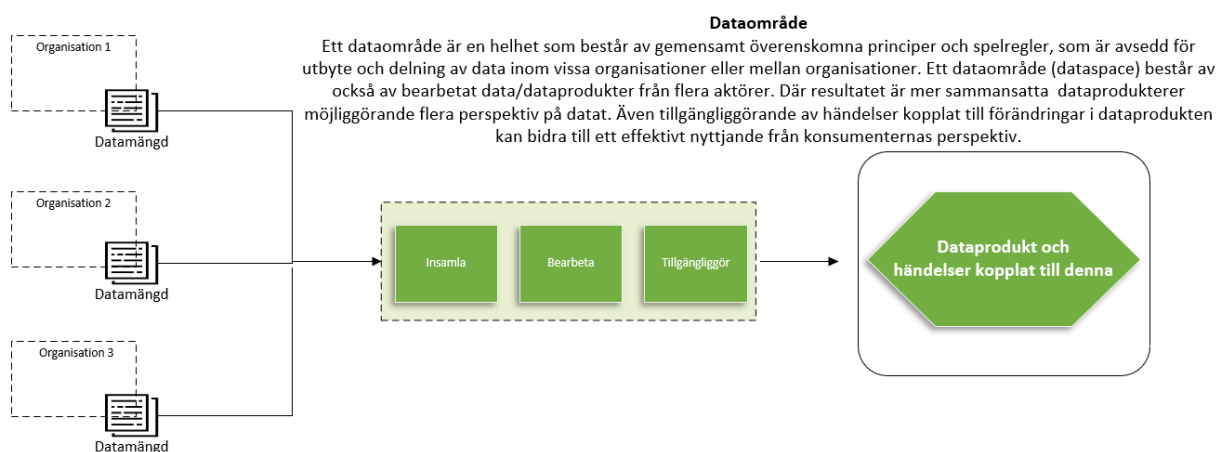 Dataområde
Ett dataområde är en helhet som består av gemensamt överenskomna principer och spelregler, som är avsedd för
utbyte och delning av data inom vissa organisationer eller mellan organisationer. Ett dataområde (dataspace) består av
också av bearbetat data/dataprodukter från flera aktörer. Där resultatet är mer sammansatta  dataprodukterer
möjliggörande flera perspektiv på datat. Även tillgängliggörande av händelser kopplat till förändringar i dataprodukten
kan bidra till ett effektivt nyttjande från konsumenternas perspektiv.
Organisation 1
Datamängd
Organisation 2
Datamängd
Organisation 3
Datamängd
Insamla
Bearbeta
Tillgängliggör
Dataprodukt och
händelser kopplat till denna